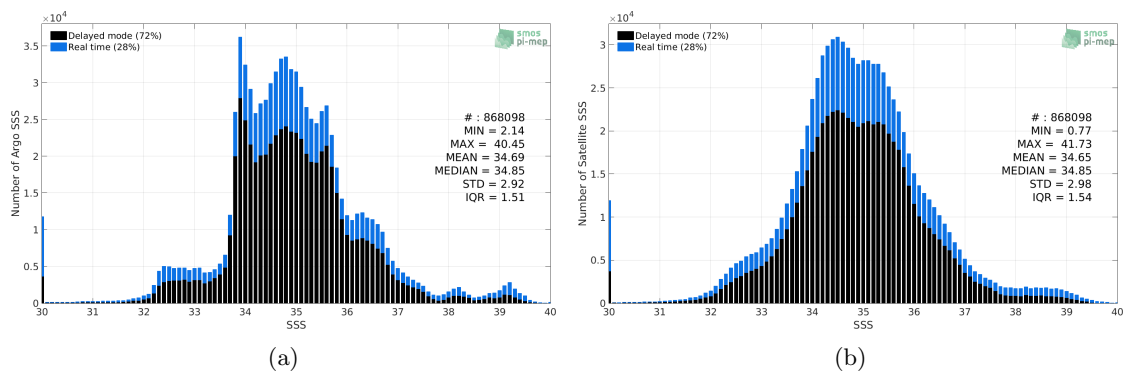 ×10⁴
Delayed mode (72%)
Real time (28%)
smos
pi-mep
# : 868098
MIN = 2.14
MAX = 40.45
MEAN = 34.69
MEDIAN = 34.85
STD = 2.92
IQR = 1.51
Number of Argo SSS
3.5
3
2.5
2
1.5
1
0.5
0
30 31 32 33 34 35 36 37 38 39 40
SSS
(a)
×10⁴
Delayed mode (72%)
Real time (28%)
smos
pi-mep
# : 868098
MIN = 0.77
MAX = 41.73
MEAN = 34.65
MEDIAN = 34.85
STD = 2.98
IQR = 1.54
Number of Satellite SSS
3
2.5
2
1.5
1
0.5
0
30 31 32 33 34 35 36 37 38 39 40
SSS
(b)